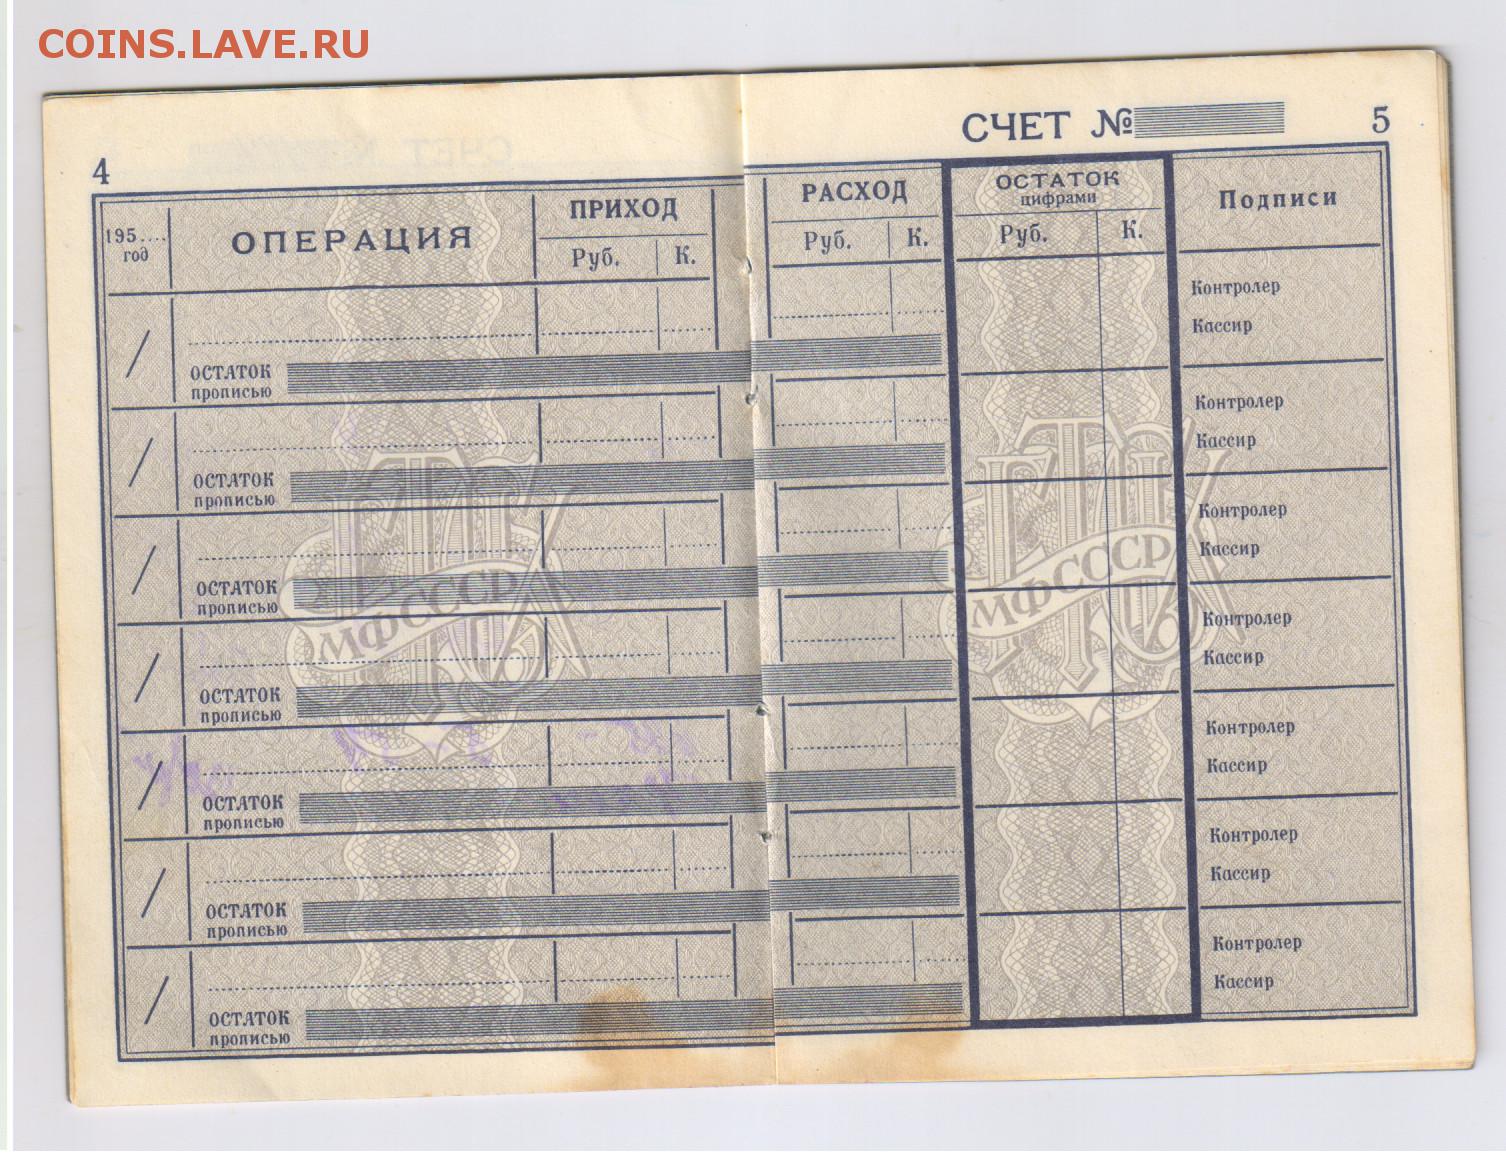 COINS.LAVE.RU
4
СЧЕТ № 5
195.... год
ОПЕРАЦИЯ
ПРИХОД
Руб. К.
РАСХОД
Руб. К.
ОСТАТОК
цифрами
Руб. К.
Подписи
ОСТАТОК
прописью
Контролер
Кассир
ОСТАТОК
прописью
Контролер
Кассир
ОСТАТОК
прописью
Контролер
Кассир
ОСТАТОК
прописью
Контролер
Кассир
ОСТАТОК
прописью
Контролер
Кассир
ОСТАТОК
прописью
Контролер
Кассир
ОСТАТОК
прописью
Контролер
Кассир
МФСССР
МФСССР